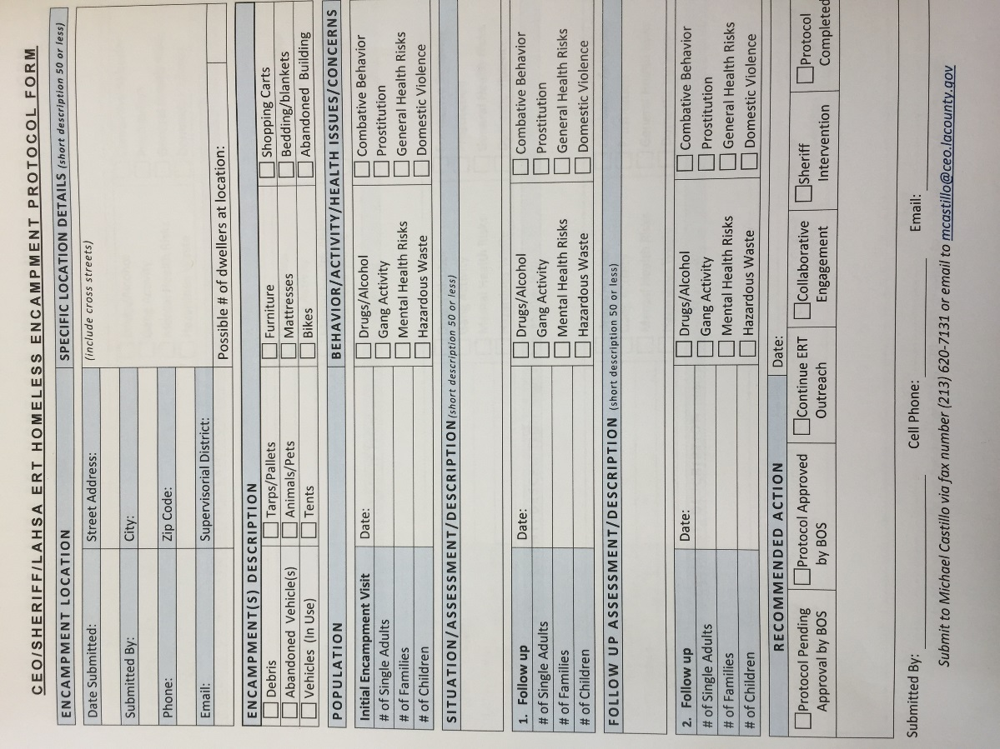 CEO/SHERIFF/LAHSA ERT HOMELESS ENCAMPMENT PROTOCOL FORM
ENCAMPMENT LOCATION SPECIFIC LOCATION DETAILS (short description 50 or less)
Date Submitted: Street Address: (include cross streets)
Submitted By: City:
Phone: Zip Code:
Email: Supervisorial District:
Possible # of dwellers at location:
ENCAMPMENT(S) DESCRIPTION
Debris Tarps/Pallets Furniture Shopping Carts
Abandoned Vehicle(s) Animals/Pets Mattresses Bedding/blankets
Vehicles (In Use) Tents Bikes Abandoned Building
POPULATION BEHAVIOR/ACTIVITY/HEALTH ISSUES/CONCERNS
Initial Encampment Visit Date: Drugs/Alcohol Combative Behavior
# of Single Adults Gang Activity Prostitution
# of Families Mental Health Risks General Health Risks
# of Children Hazardous Waste Domestic Violence
SITUATION/ASSESSMENT/DESCRIPTION (short description 50 or less)
1. Follow up Date: Drugs/Alcohol Combative Behavior
# of Single Adults Gang Activity Prostitution
# of Families Mental Health Risks General Health Risks
# of Children Hazardous Waste Domestic Violence
FOLLOW UP ASSESSMENT/DESCRIPTION (short description 50 or less)
2. Follow up Date: Drugs/Alcohol Combative Behavior
# of Single Adults Gang Activity Prostitution
# of Families Mental Health Risks General Health Risks
# of Children Hazardous Waste Domestic Violence
RECOMMENDED ACTION Date:
Protocol Pending Protocol Approved Continue ERT Collaborative Sheriff Protocol
Approval by BOS by BOS Outreach Engagement Intervention Completed
Submitted By: Cell Phone: Email:
Submit to Michael Castillo via fax number (213) 620-7131 or email to mcastillo@ceo.lacounty.gov